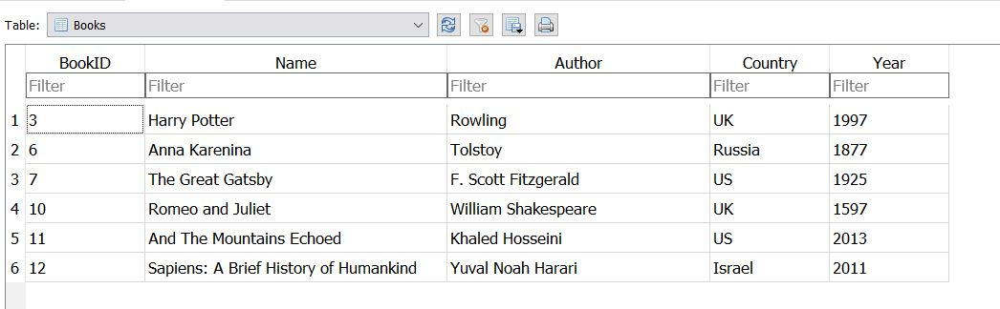 Table: Books
BookID Name Author Country Year
Filter Filter Filter Filter Filter
1 3 Harry Potter Rowling UK 1997
2 6 Anna Karenina Tolstoy Russia 1877
3 7 The Great Gatsby F. Scott Fitzgerald US 1925
4 10 Romeo and Juliet William Shakespeare UK 1597
5 11 And The Mountains Echoed Khaled Hosseini US 2013
6 12 Sapiens: A Brief History of Humankind Yuval Noah Harari Israel 2011